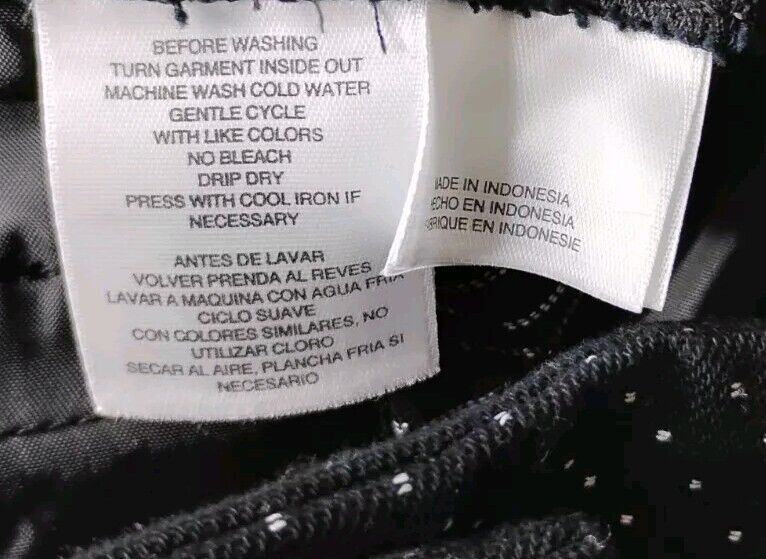 BEFORE WASHING
TURN GARMENT INSIDE OUT
MACHINE WASH COLD WATER
GENTLE CYCLE
WITH LIKE COLORS
NO BLEACH
DRIP DRY
PRESS WITH COOL IRON IF
NECESSARY
ANTES DE LAVAR
VOLVER PRENDA AL REVES
LAVAR A MAQUINA CON AGUA FRIA
CICLO SUAVE
CON COLORES SIMILARES, NO
UTILIZAR CLORO
SECAR AL AIRE, PLANCHA FRIA SI
NECESARIO
ADE IN INDONESIA
ECHO EN INDONESIA
BRIQUE EN INDONESIE